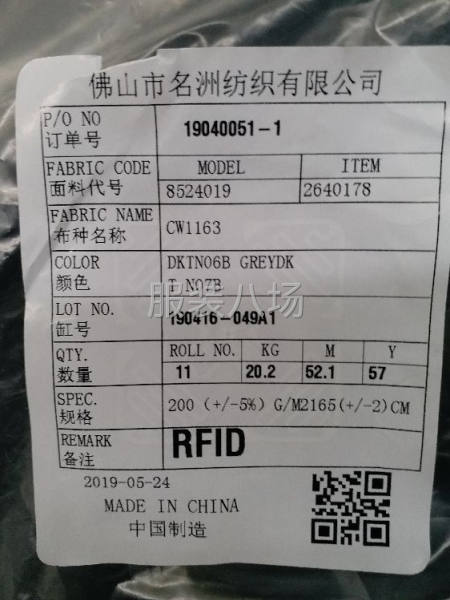 佛山市名洲纺织有限公司
P/O NO 订单号 19040051-1
FABRIC CODE 面料代号 MODEL ITEM
8524019 2640178
FABRIC NAME 布种名称 CW1163
COLOR 颜色 DKTN06B GREYDK
T N07B
LOT NO. 缸号 190416-049A1
QTY. 数量 ROLL NO. KG M Y
11 20.2 52.1 57
SPEC. 规格 200 (+/-5%) G/M2165(+/-2)CM
REMARK 备注 RFID
2019-05-24
MADE IN CHINA
中国制造
服装八场